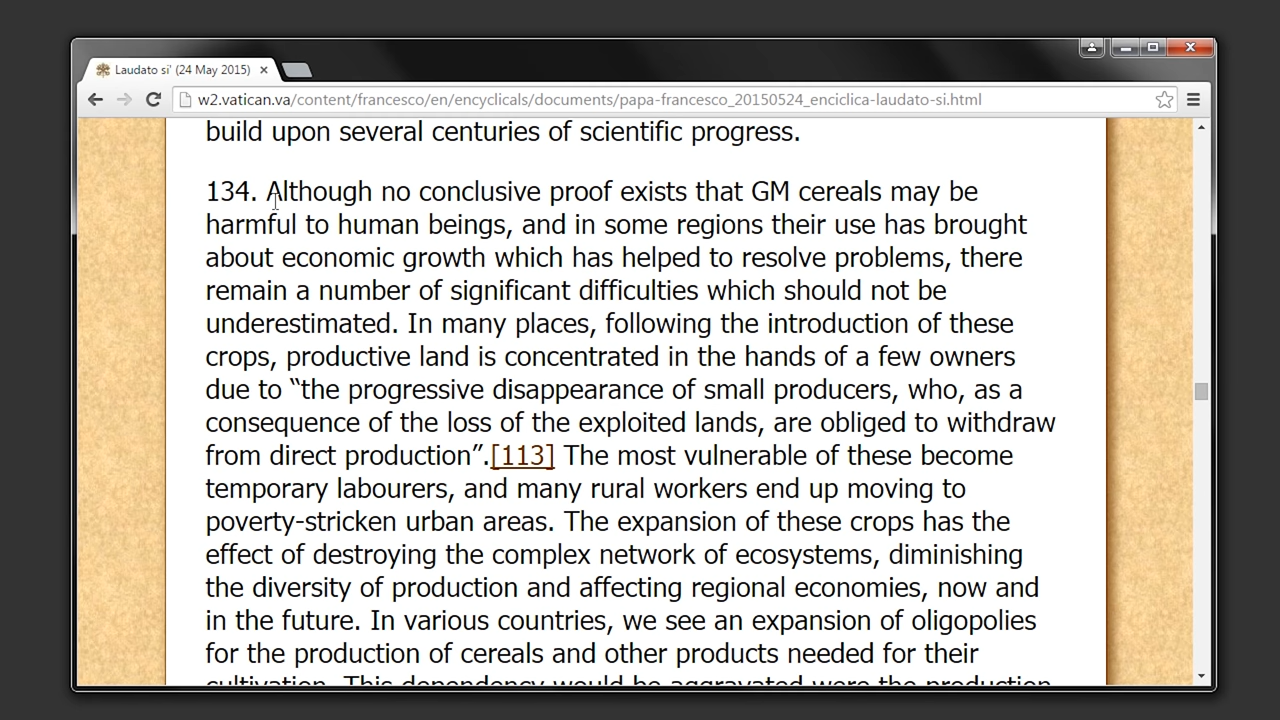 Laudato si' (24 May 2015)
w2.vatican.va/content/francesco/en/encyclicals/documents/papa-francesco_20150524_enciclica-laudato-si.html
build upon several centuries of scientific progress.
134. Although no conclusive proof exists that GM cereals may be
harmful to human beings, and in some regions their use has brought
about economic growth which has helped to resolve problems, there
remain a number of significant difficulties which should not be
underestimated. In many places, following the introduction of these
crops, productive land is concentrated in the hands of a few owners
due to “the progressive disappearance of small producers, who, as a
consequence of the loss of the exploited lands, are obliged to withdraw
from direct production”.[113] The most vulnerable of these become
temporary labourers, and many rural workers end up moving to
poverty-stricken urban areas. The expansion of these crops has the
effect of destroying the complex network of ecosystems, diminishing
the diversity of production and affecting regional economies, now and
in the future. In various countries, we see an expansion of oligopolies
for the production of cereals and other products needed for their
cultivation. This dependency would be aggravated were the production